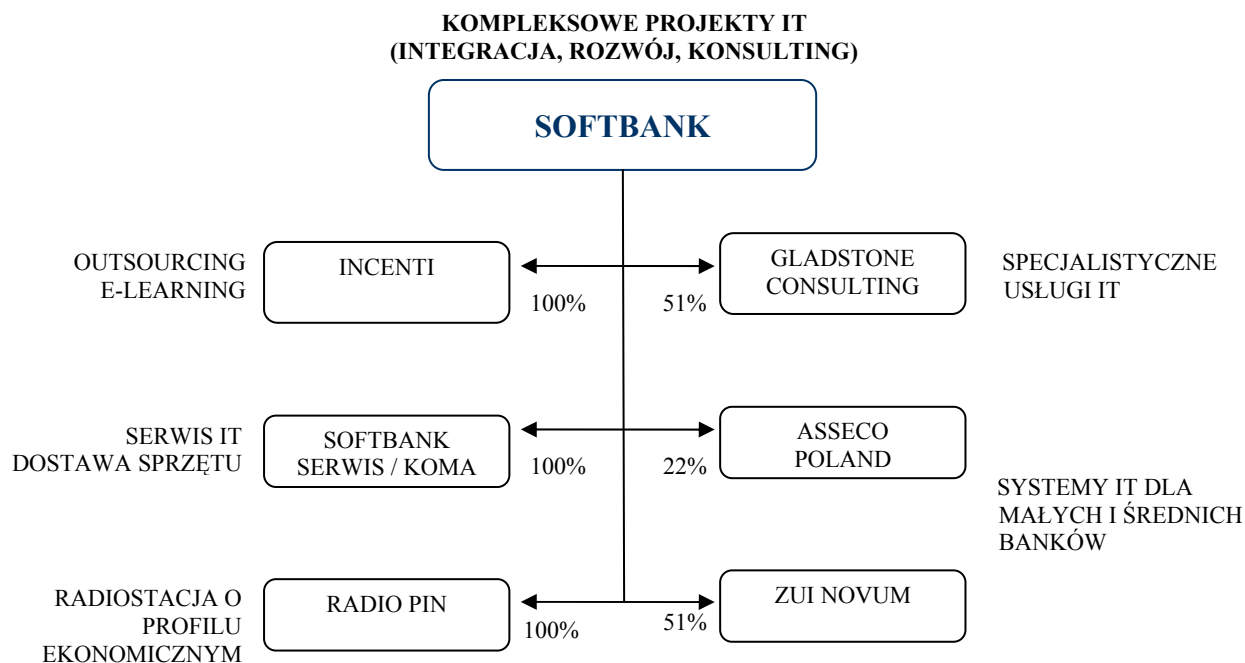 KOMPLEKSOWE PROJEKTY IT
(INTEGRACJA, ROZWÓJ, KONSULTING)
SOFTBANK
OUTSOURCING
E-LEARNING
INCENTI
100%
51%
GLADSTONE
CONSULTING
SPECJALISTYCZNE
USŁUGI IT
SERWIS IT
DOSTAWA SPRZĘTU
SOFTBANK
SERWIS / KOMA
100%
22%
ASSECO
POLAND
SYSTEMY IT DLA
MAŁYCH I ŚREDNICH
BANKÓW
RADIOSTACJA O
PROFILU
EKONOMICZNYM
RADIO PIN
100%
51%
ZUI NOVUM